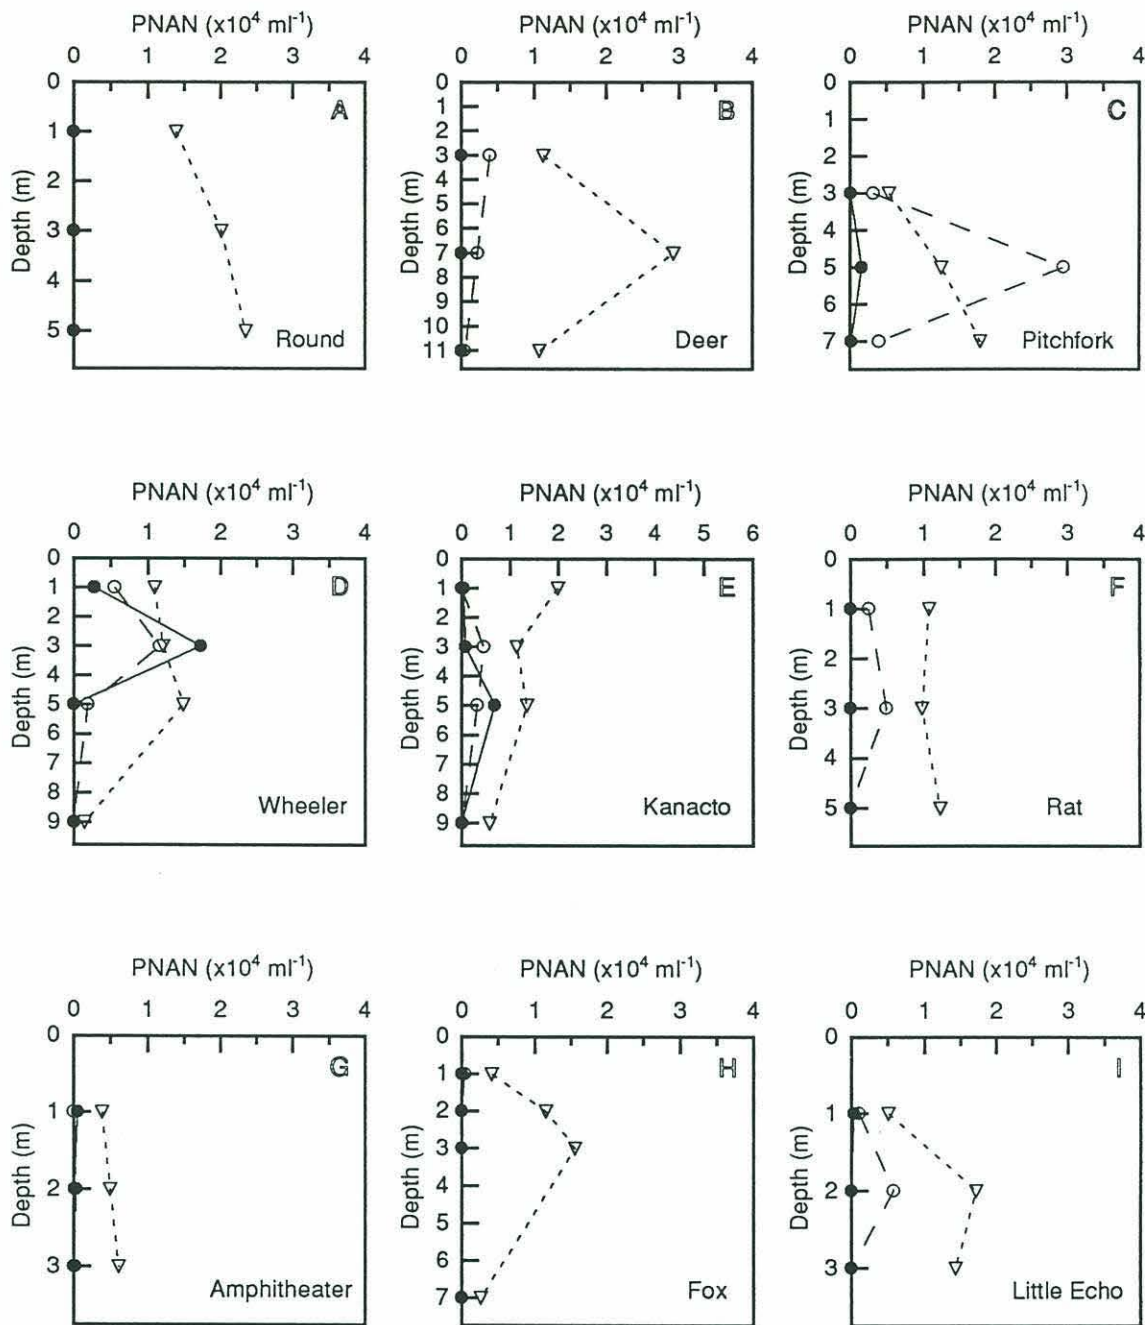 PNAN (x10⁴ ml⁻¹) PNAN (x10⁴ ml⁻¹) PNAN (x10⁴ ml⁻¹)
0 1 2 3 4 0 1 2 3 4 0 1 2 3 4
A B C
Depth (m) Depth (m) Depth (m)
0 1 2 3 4 5
0 1 2 3 4 5 6 7 8 9 10 11
0 1 2 3 4 5 6 7
Round Deer Pitchfork
PNAN (x10⁴ ml⁻¹) PNAN (x10⁴ ml⁻¹) PNAN (x10⁴ ml⁻¹)
0 1 2 3 4 0 1 2 3 4 5 6 0 1 2 3 4
D E F
Depth (m) Depth (m) Depth (m)
0 1 2 3 4 5 6 7 8 9
0 1 2 3 4 5 6 7 8 9
0 1 2 3 4 5
Wheeler Kanacto Rat
PNAN (x10⁴ ml⁻¹) PNAN (x10⁴ ml⁻¹) PNAN (x10⁴ ml⁻¹)
0 1 2 3 4 0 1 2 3 4 0 1 2 3 4
G H I
Depth (m) Depth (m) Depth (m)
0 1 2 3
0 1 2 3 4 5 6 7
0 1 2 3
Amphitheater Fox Little Echo